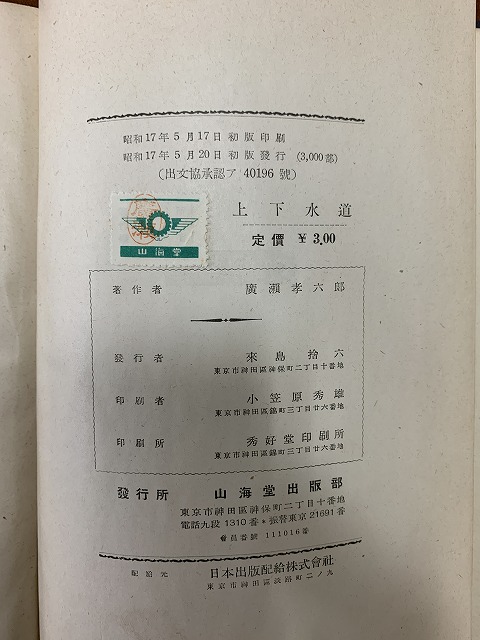 昭和17年5月17日 初版印刷
昭和17年5月20日 初版發行 (3,000部)
(出文協承認ア 40196 號)
上下水道
定價 ¥3.00
山海堂
著作者 廣瀨孝六郎
發行者 來島捨六
東京市神田區神保町二丁目十番地
印刷者 小笠原秀雄
東京市神田區錦町三丁目廿六番地
印刷所 秀好堂印刷所
東京市神田區錦町三丁目廿六番地
發行所 山海堂出版部
東京市神田區神保町二丁目十番地
電話九段 1310番*振替東京 21691番
會員番號 111016番
配給元 日本出版配給株式會社
東京市神田區淡路町二ノ九